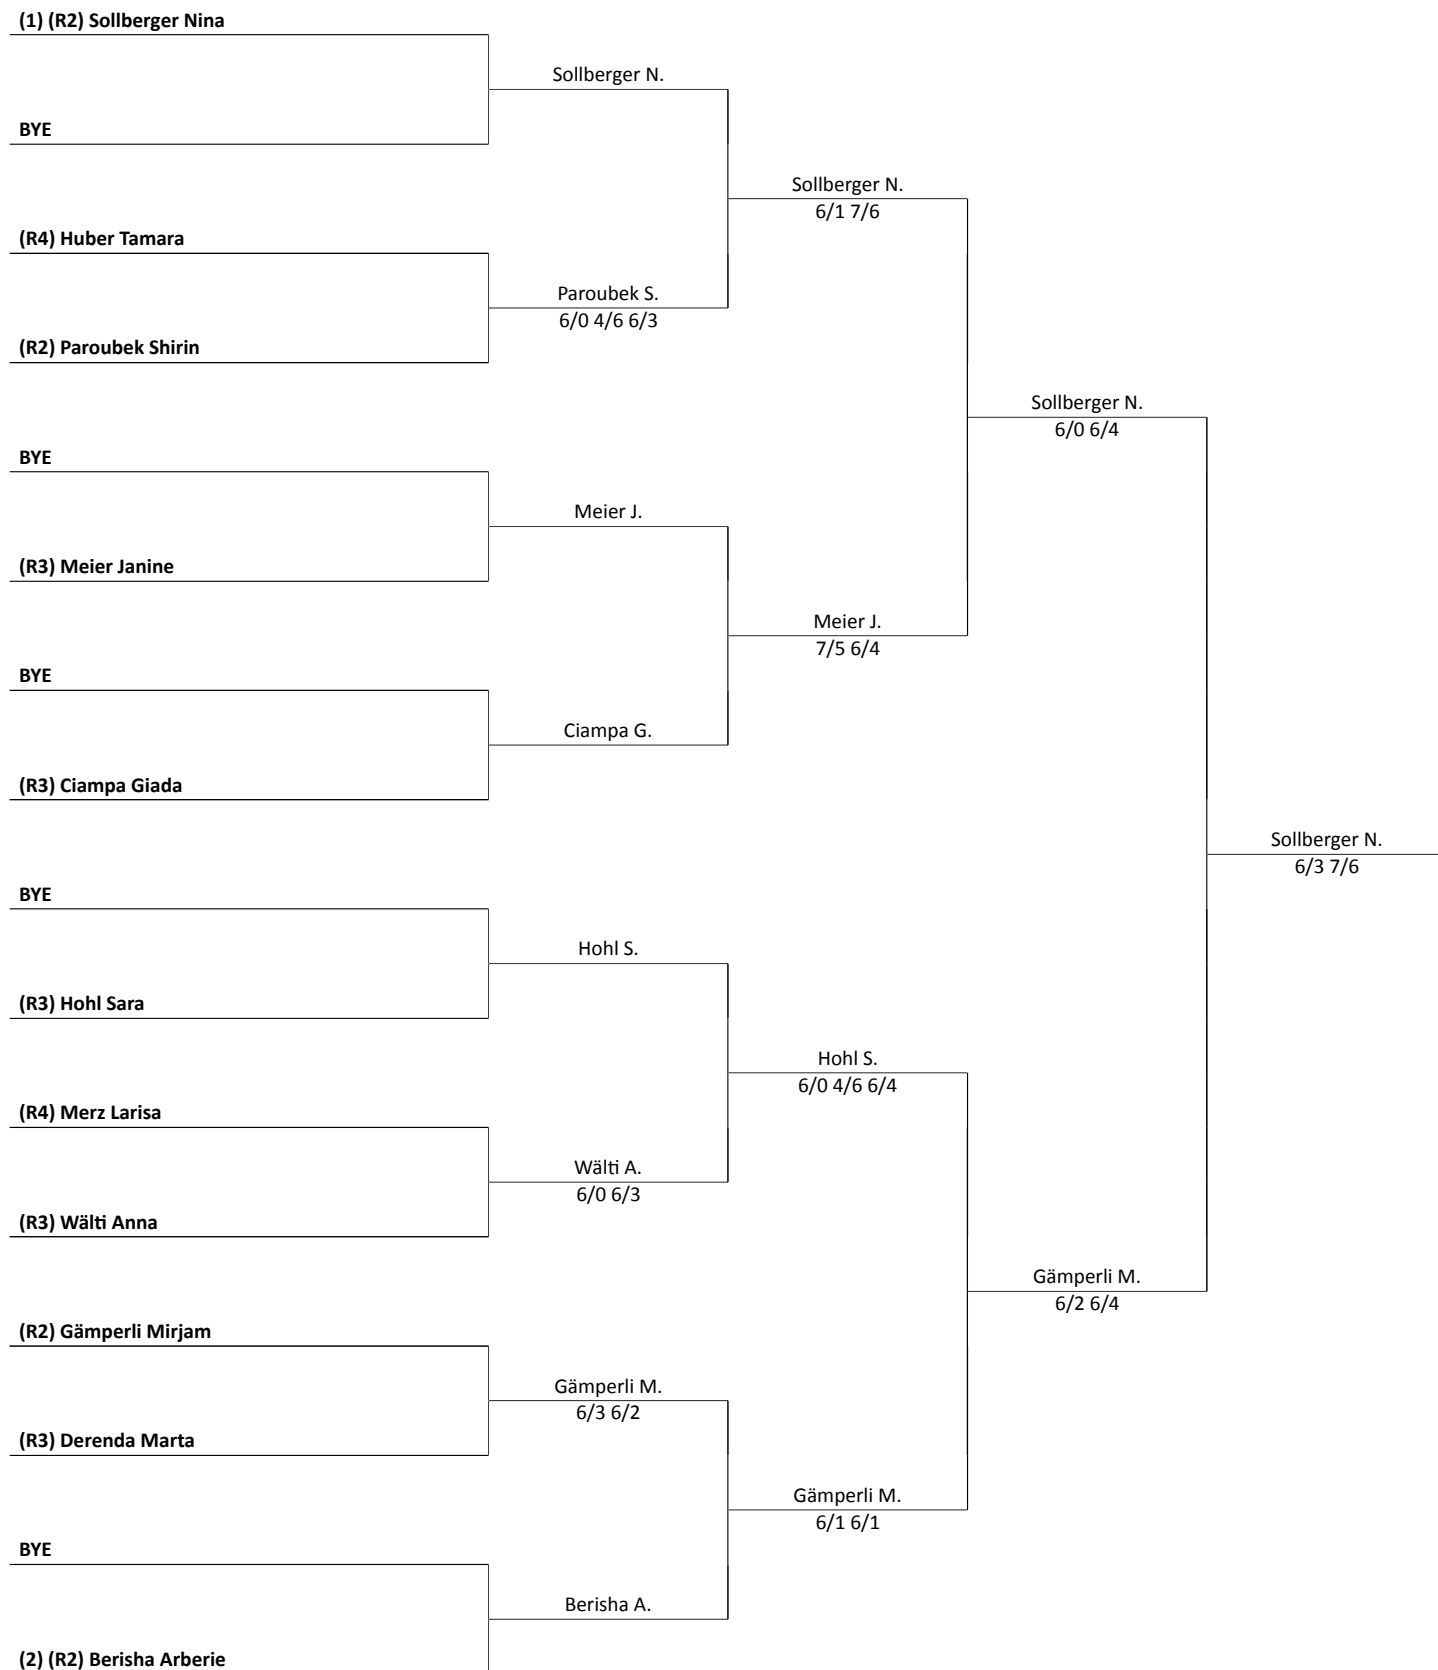 (1) (R2) Sollberger Nina
Sollberger N.
BYE
Sollberger N.
6/1 7/6
(R4) Huber Tamara
Paroubek S.
6/0 4/6 6/3
(R2) Paroubek Shirin
Sollberger N.
6/0 6/4
BYE
Meier J.
(R3) Meier Janine
Meier J.
7/5 6/4
BYE
Ciampa G.
(R3) Ciampa Giada
Sollberger N.
6/3 7/6
BYE
Hohl S.
(R3) Hohl Sara
Hohl S.
6/0 4/6 6/4
(R4) Merz Larisa
Wälti A.
6/0 6/3
(R3) Wälti Anna
Gämperli M.
6/2 6/4
(R2) Gämperli Mirjam
Gämperli M.
6/3 6/2
(R3) Derenda Marta
Gämperli M.
6/1 6/1
BYE
Berisha A.
(2) (R2) Berisha Arberie